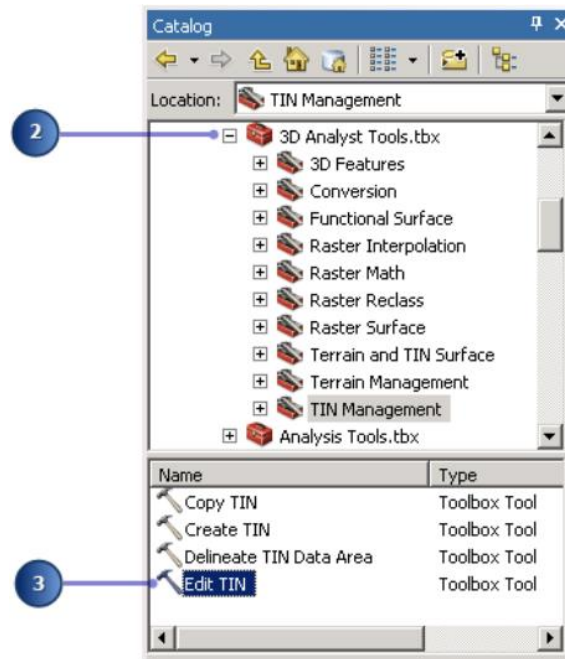 Catalog
Location: TIN Management
2
3D Analyst Tools.tbx
3D Features
Conversion
Functional Surface
Raster Interpolation
Raster Math
Raster Reclass
Raster Surface
Terrain and TIN Surface
Terrain Management
TIN Management
Analysis Tools.tbx
Name Type
Copy TIN Toolbox Tool
Create TIN Toolbox Tool
Delineate TIN Data Area Toolbox Tool
3 Edit TIN Toolbox Tool